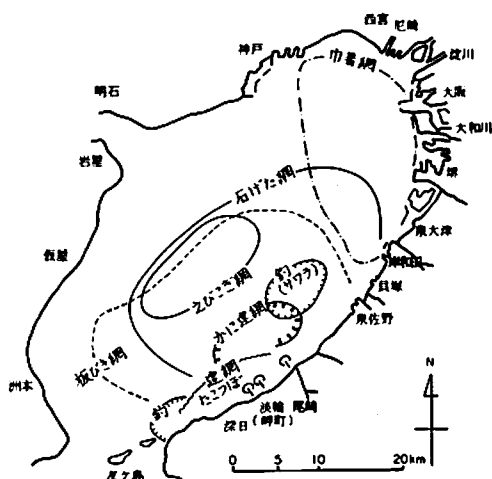 西宮
尼崎
神戸
淀川
巾着網
大阪
明石
大和川
岩屋
堺
石げた網
泉大津
岸和田
仮屋
釣
(サワラ)
貝塚
えびこぎ網
かに建網
泉佐野
板びき網
建網
たこつぼ
洲本
釣
淡輪
尾崎
深日
(岬町)
N
0
5
10
20km
友ケ島